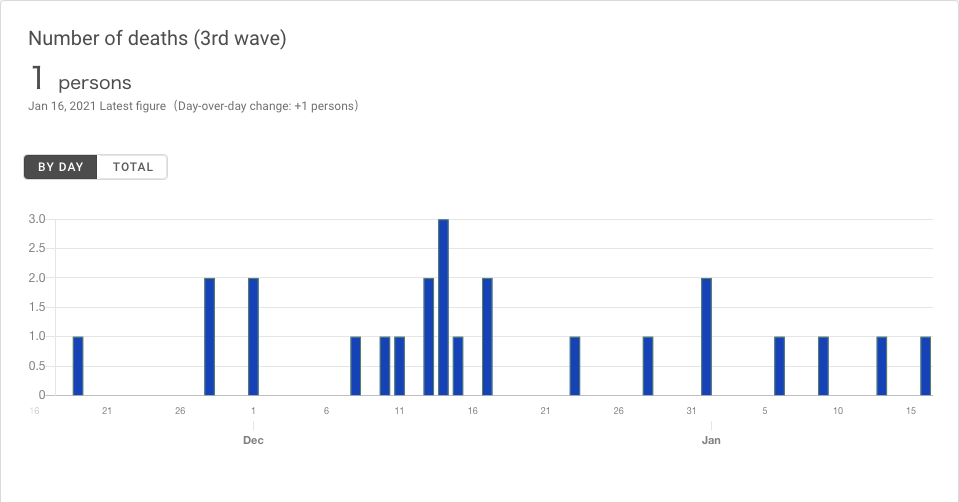 Number of deaths (3rd wave)
1 persons
Jan 16, 2021 Latest figure (Day-over-day change: +1 persons)
BY DAY TOTAL
3.0
2.5
2.0
1.5
1.0
0.5
0
16 21 26 1 6 11 16 21 26 31 5 10 15
Dec Jan